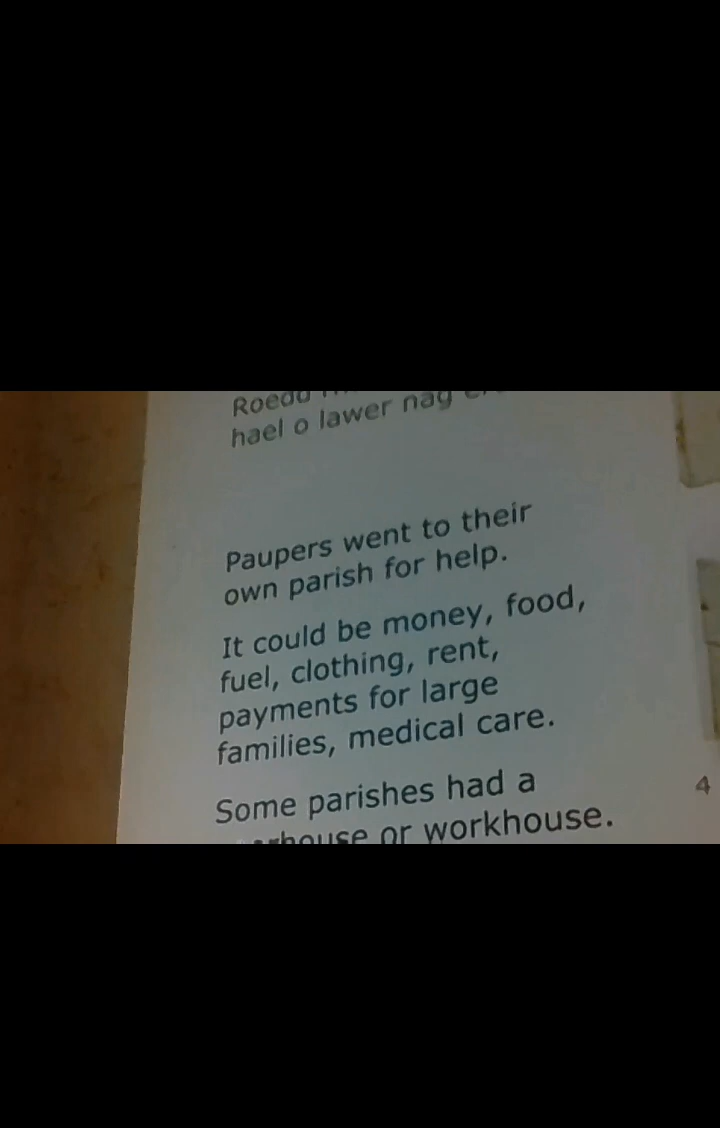 Roedd
hael o lawer nag
Paupers went to their
own parish for help.
It could be money, food,
fuel, clothing, rent,
payments for large
families, medical care.
Some parishes had a
or workhouse.
4